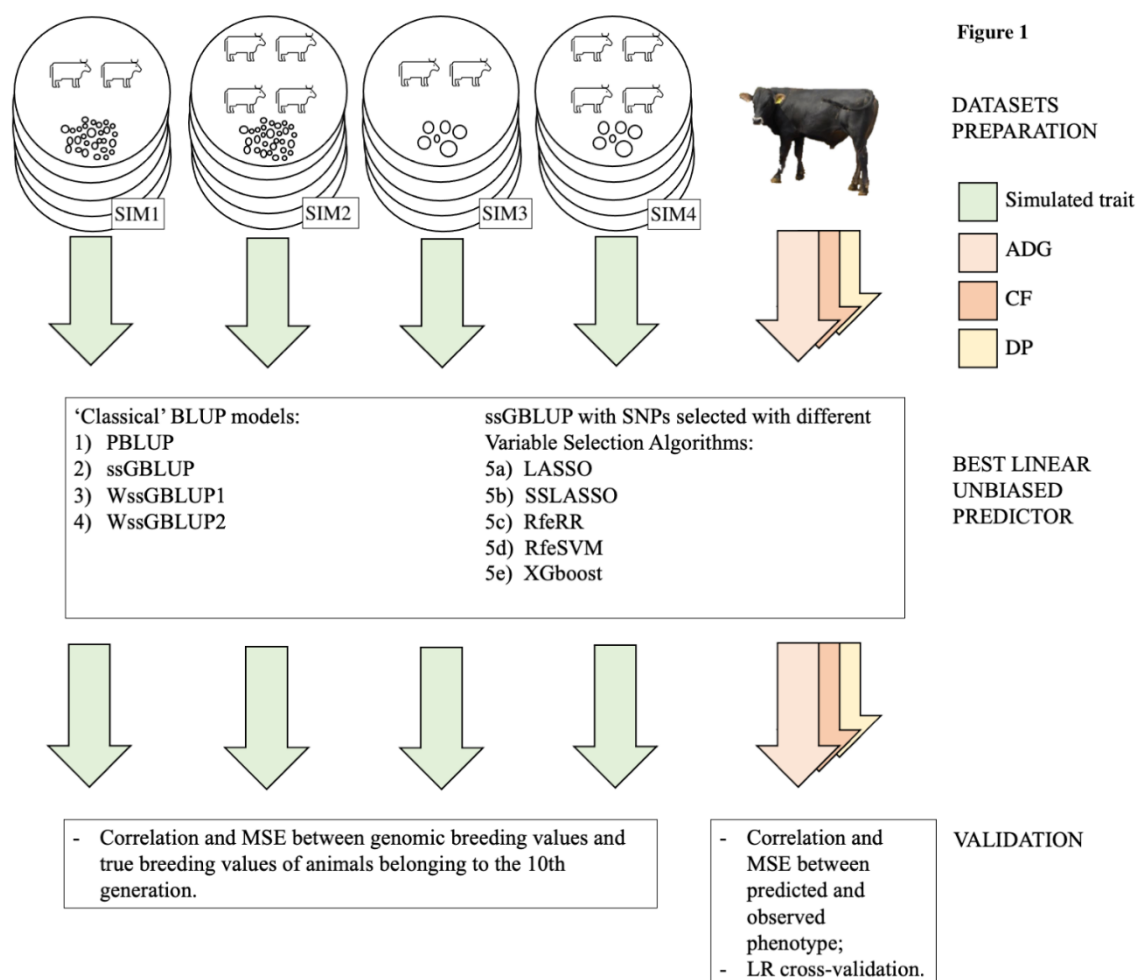 Figure 1
DATASETS
PREPARATION
SIM1
SIM2
SIM3
SIM4
Simulated trait
ADG
CF
DP
‘Classical’ BLUP models:
1) PBLUP
2) ssGBLUP
3) WssGBLUP1
4) WssGBLUP2
ssGBLUP with SNPs selected with different
Variable Selection Algorithms:
5a) LASSO
5b) SSLASSO
5c) RfeRR
5d) RfeSVM
5e) XGboost
BEST LINEAR
UNBIASED
PREDICTOR
- Correlation and MSE between genomic breeding values and
true breeding values of animals belonging to the 10th
generation.
- Correlation and
MSE between
predicted and
observed
phenotype;
- LR cross-validation.
VALIDATION